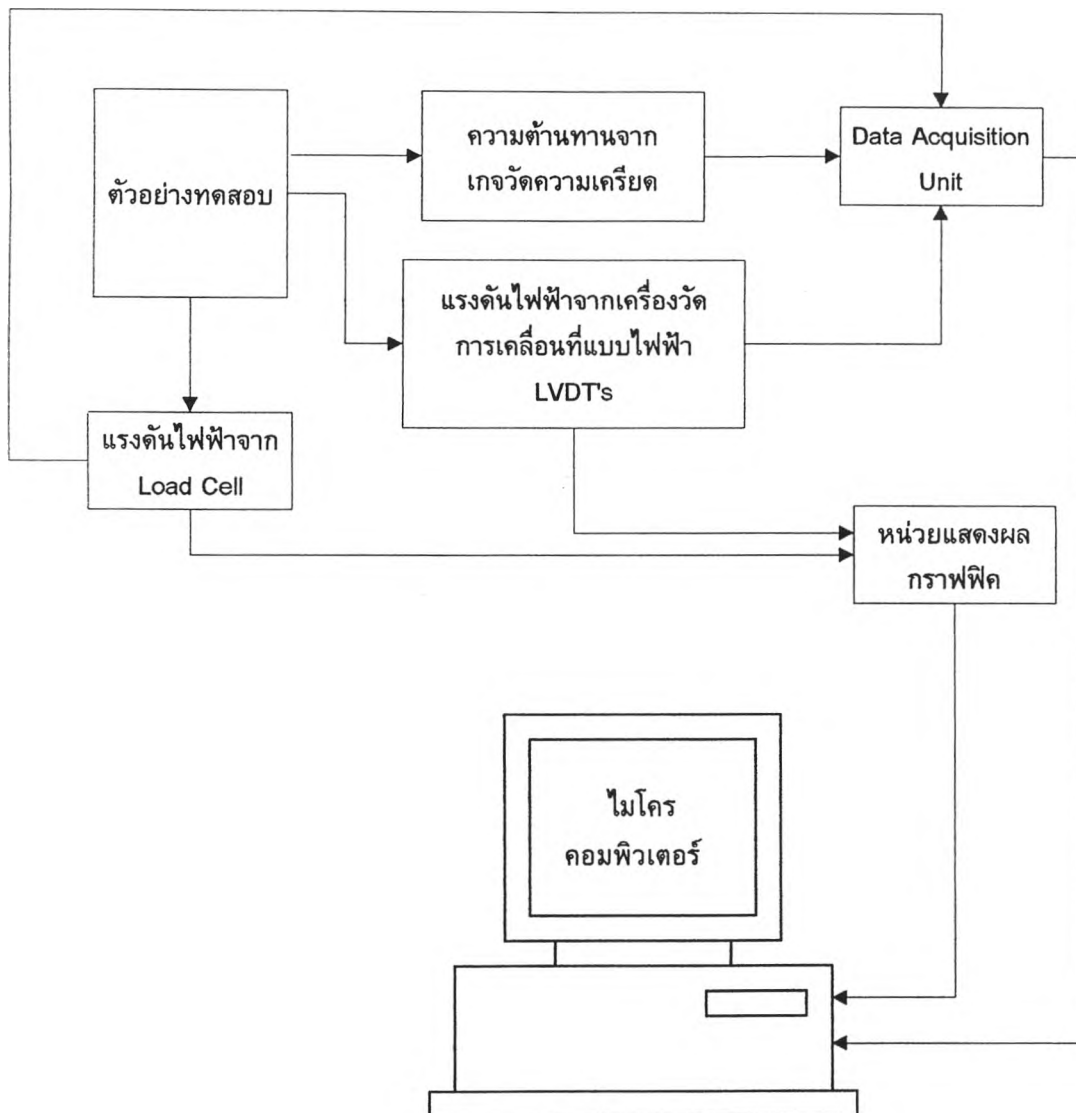 ความต้านทานจาก
เกจวัดความเครียด
Data Acquisition
Unit
ตัวอย่างทดสอบ
แรงดันไฟฟ้าจากเครื่องวัด
การเคลื่อนที่แบบไฟฟ้า
LVDT's
แรงดันไฟฟ้าจาก
Load Cell
หน่วยแสดงผล
กราฟฟิค
ไมโคร
คอมพิวเตอร์